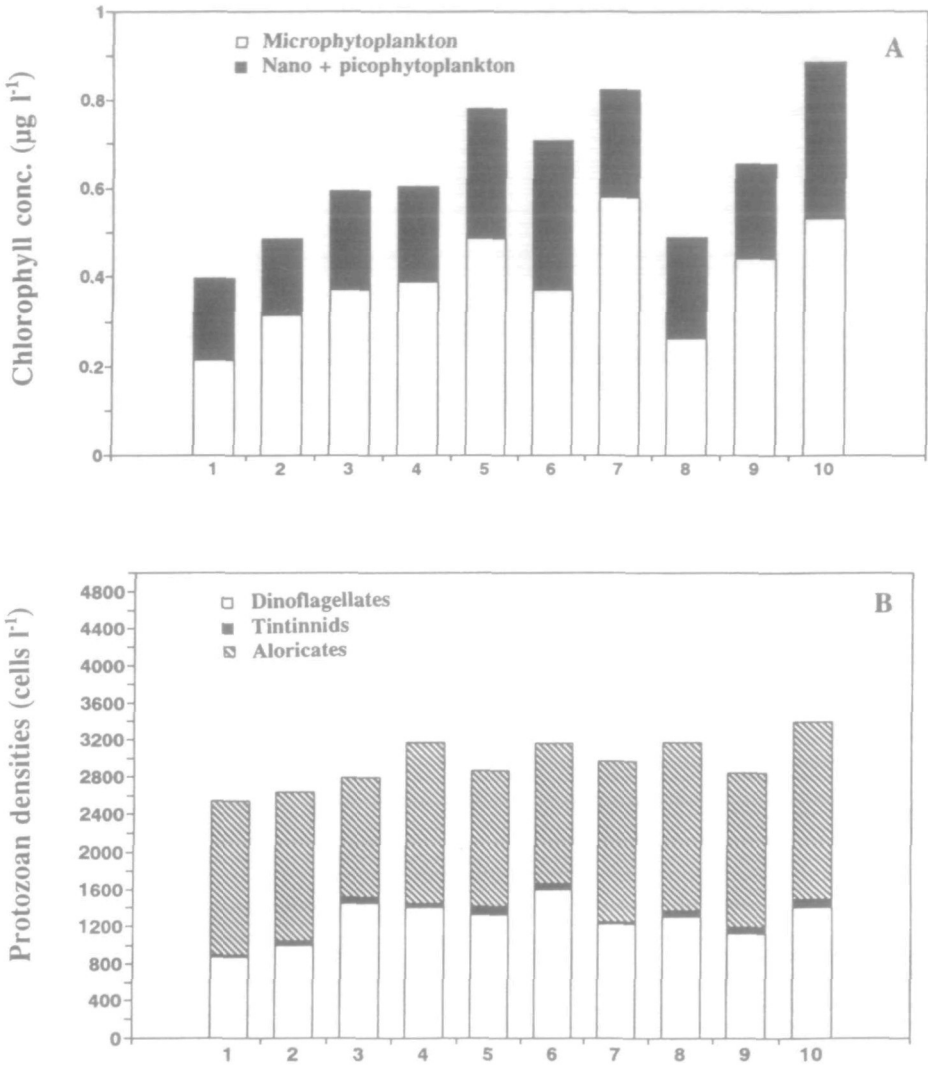 1
A
Microphytoplankton
Nano + picophytoplankton
0.8
0.6
0.4
0.2
0
Chlorophyll conc. (µg l-1)
1 2 3 4 5 6 7 8 9 10
B
Dinoflagellates
Tintinnids
Aloricates
4800
4400
4000
3600
3200
2800
2400
2000
1600
1200
800
400
0
Protozoan densities (cells l-1)
1 2 3 4 5 6 7 8 9 10